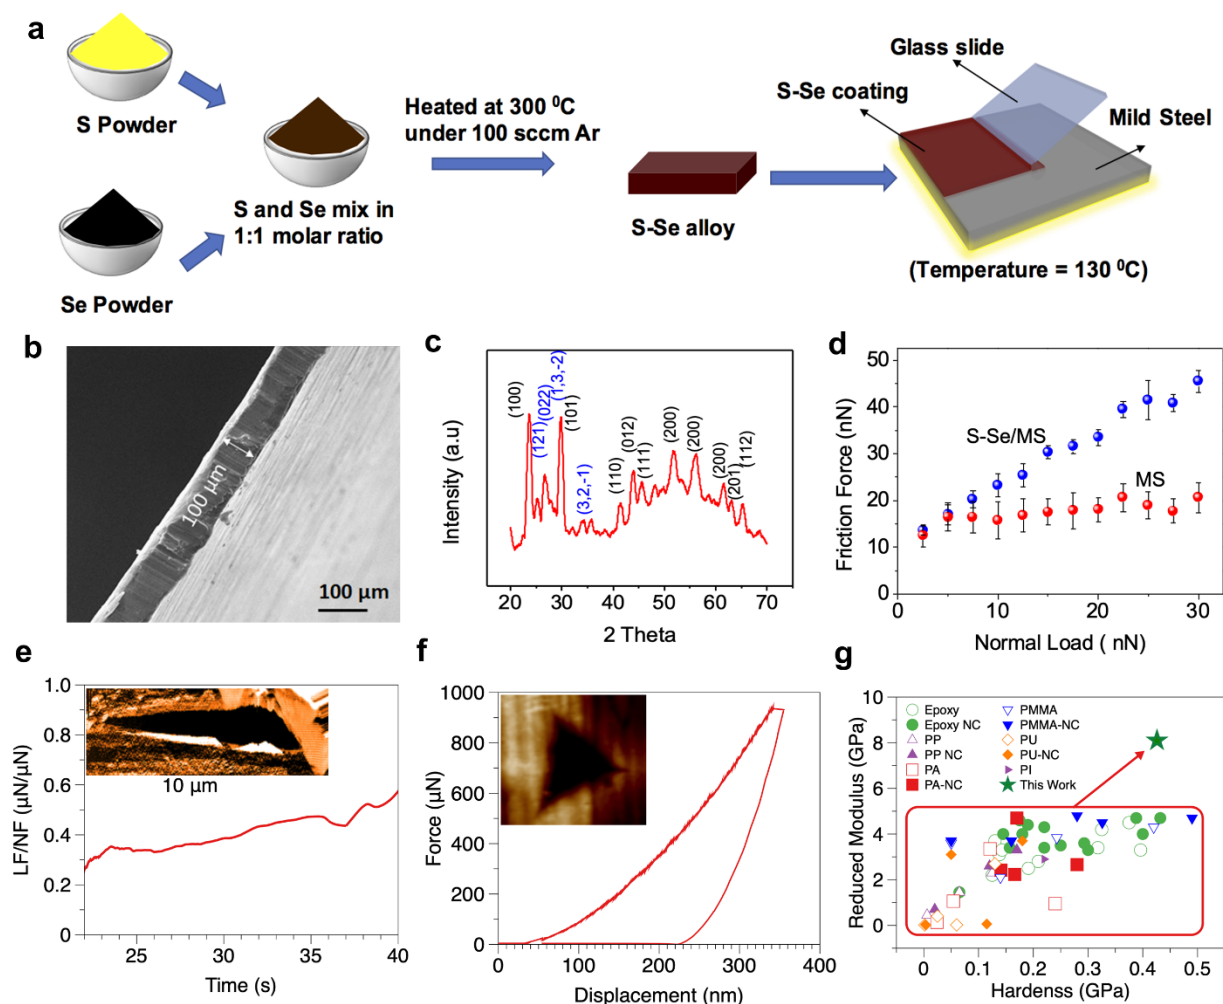 a
S Powder
Se Powder
S and Se mix in
1:1 molar ratio
Heated at 300 ⁰C
under 100 sccm Ar
S-Se alloy
Glass slide
S-Se coating
Mild Steel
(Temperature = 130 ⁰C)
b
100 µm
100 µm
c
Intensity (a.u)
(100)
(121)
(022)
(1,3,-2)
(101)
(3,2,-1)
(110)
(012)
(111)
(200)
(200)
(200)
(201)
(112)
20 30 40 50 60 70
2 Theta
d
Friction Force (nN)
50
40
30
20
10
0
S-Se/MS
MS
0 10 20 30
Normal Load ( nN)
e
LF/NF (µN/µN)
1.0
0.8
0.6
0.4
0.2
0
10 µm
25 30 35 40
Time (s)
f
Force (µN)
1000
800
600
400
200
0
0 100 200 300 400
Displacement (nm)
g
Reduced Modulus (GPa)
10
8
6
4
2
0
Epoxy
Epoxy NC
PP
PP NC
PA
PA-NC
PMMA
PMMA-NC
PU
PU-NC
PI
This Work
0 0.1 0.2 0.3 0.4 0.5
Hardenss (GPa)